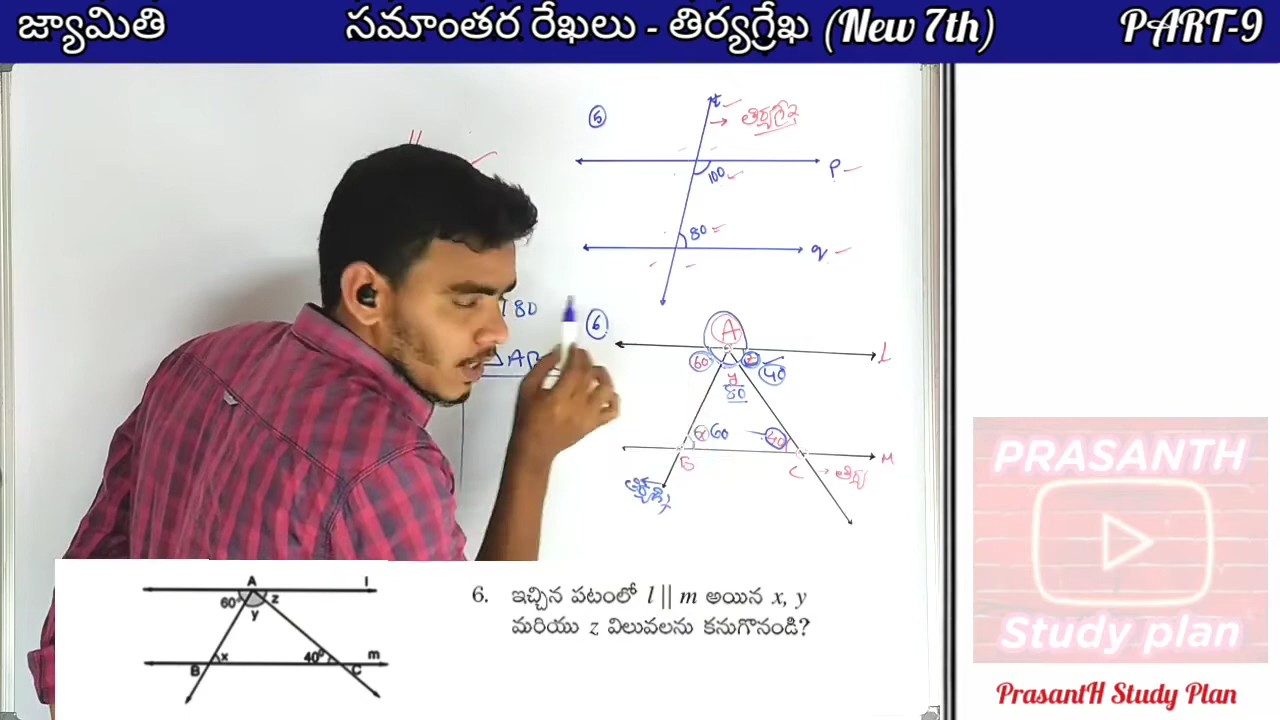 జ్యామితి
సమాంతర రేఖలు - తిర్యగ్రేఖ (New 7th)
PART-9
5
t
→ తిర్యగ్రేఖ
P
100
80
q
180
△AB
6
A
l
60
z
40
y
80
x 60
40
B
C
→ తిర్య
M
A
l
60°
z
y
B
x
40°
C
m
6. ఇచ్చిన పటంలో l || m అయిన x, y
మరియు z విలువలను కనుగొనండి?
PRASANTH
Study plan
PrasantH Study Plan